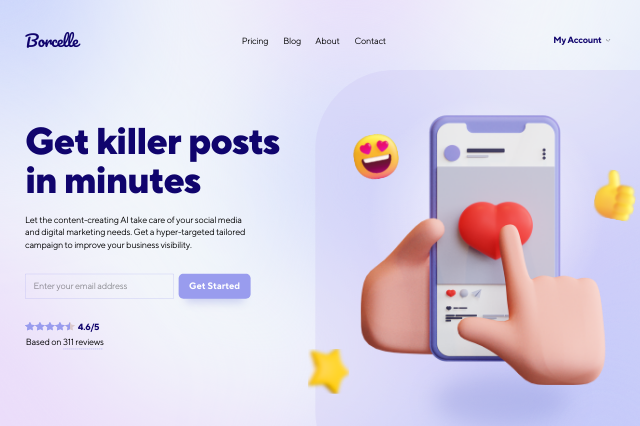 Borcelle
Pricing
Blog
About
Contact
My Account
Get killer posts
in minutes
Let the content-creating AI take care of your social media
and digital marketing needs. Get a hyper-targeted tailored
campaign to improve your business visibility.
Enter your email address
Get Started
4.6/5
Based on 311 reviews